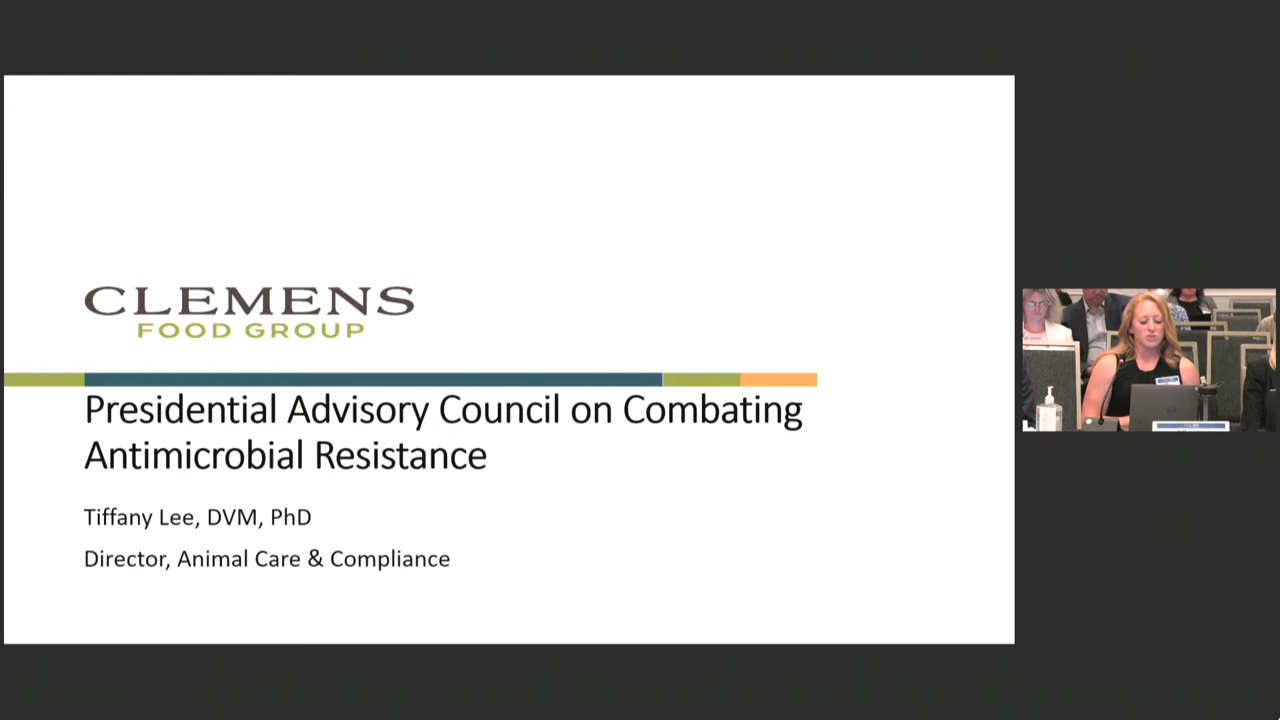 CLEMENS
FOOD GROUP
Presidential Advisory Council on Combating
Antimicrobial Resistance
Tiffany Lee, DVM, PhD
Director, Animal Care & Compliance